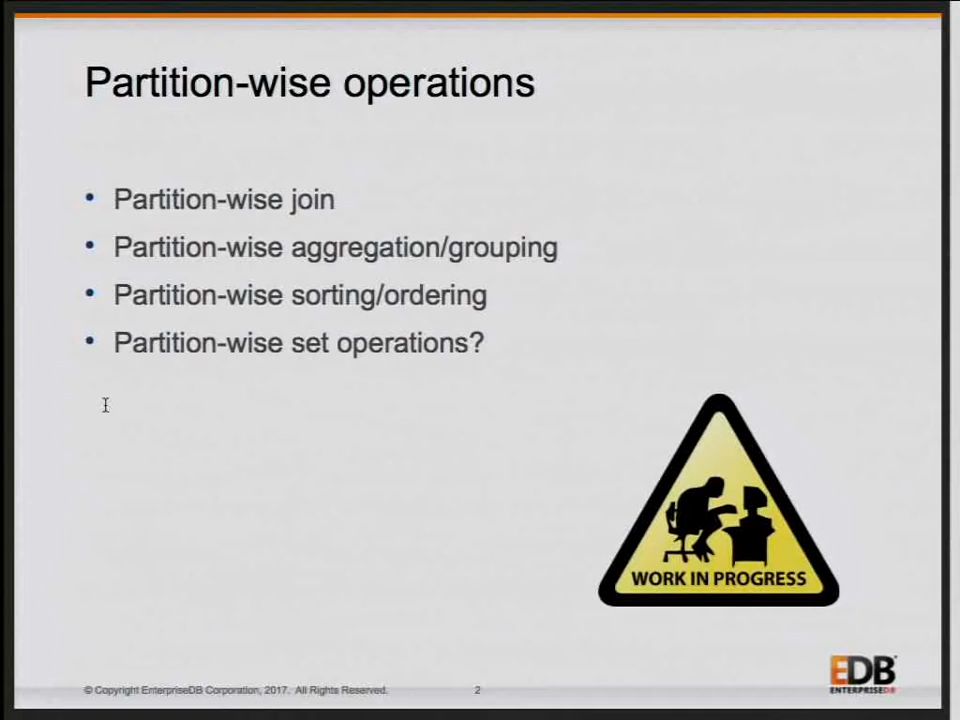 Partition-wise operations
• Partition-wise join
• Partition-wise aggregation/grouping
• Partition-wise sorting/ordering
• Partition-wise set operations?
WORK IN PROGRESS
EDB
ENTERPRISEDB
© Copyright EnterpriseDB Corporation, 2017. All Rights Reserved.
2